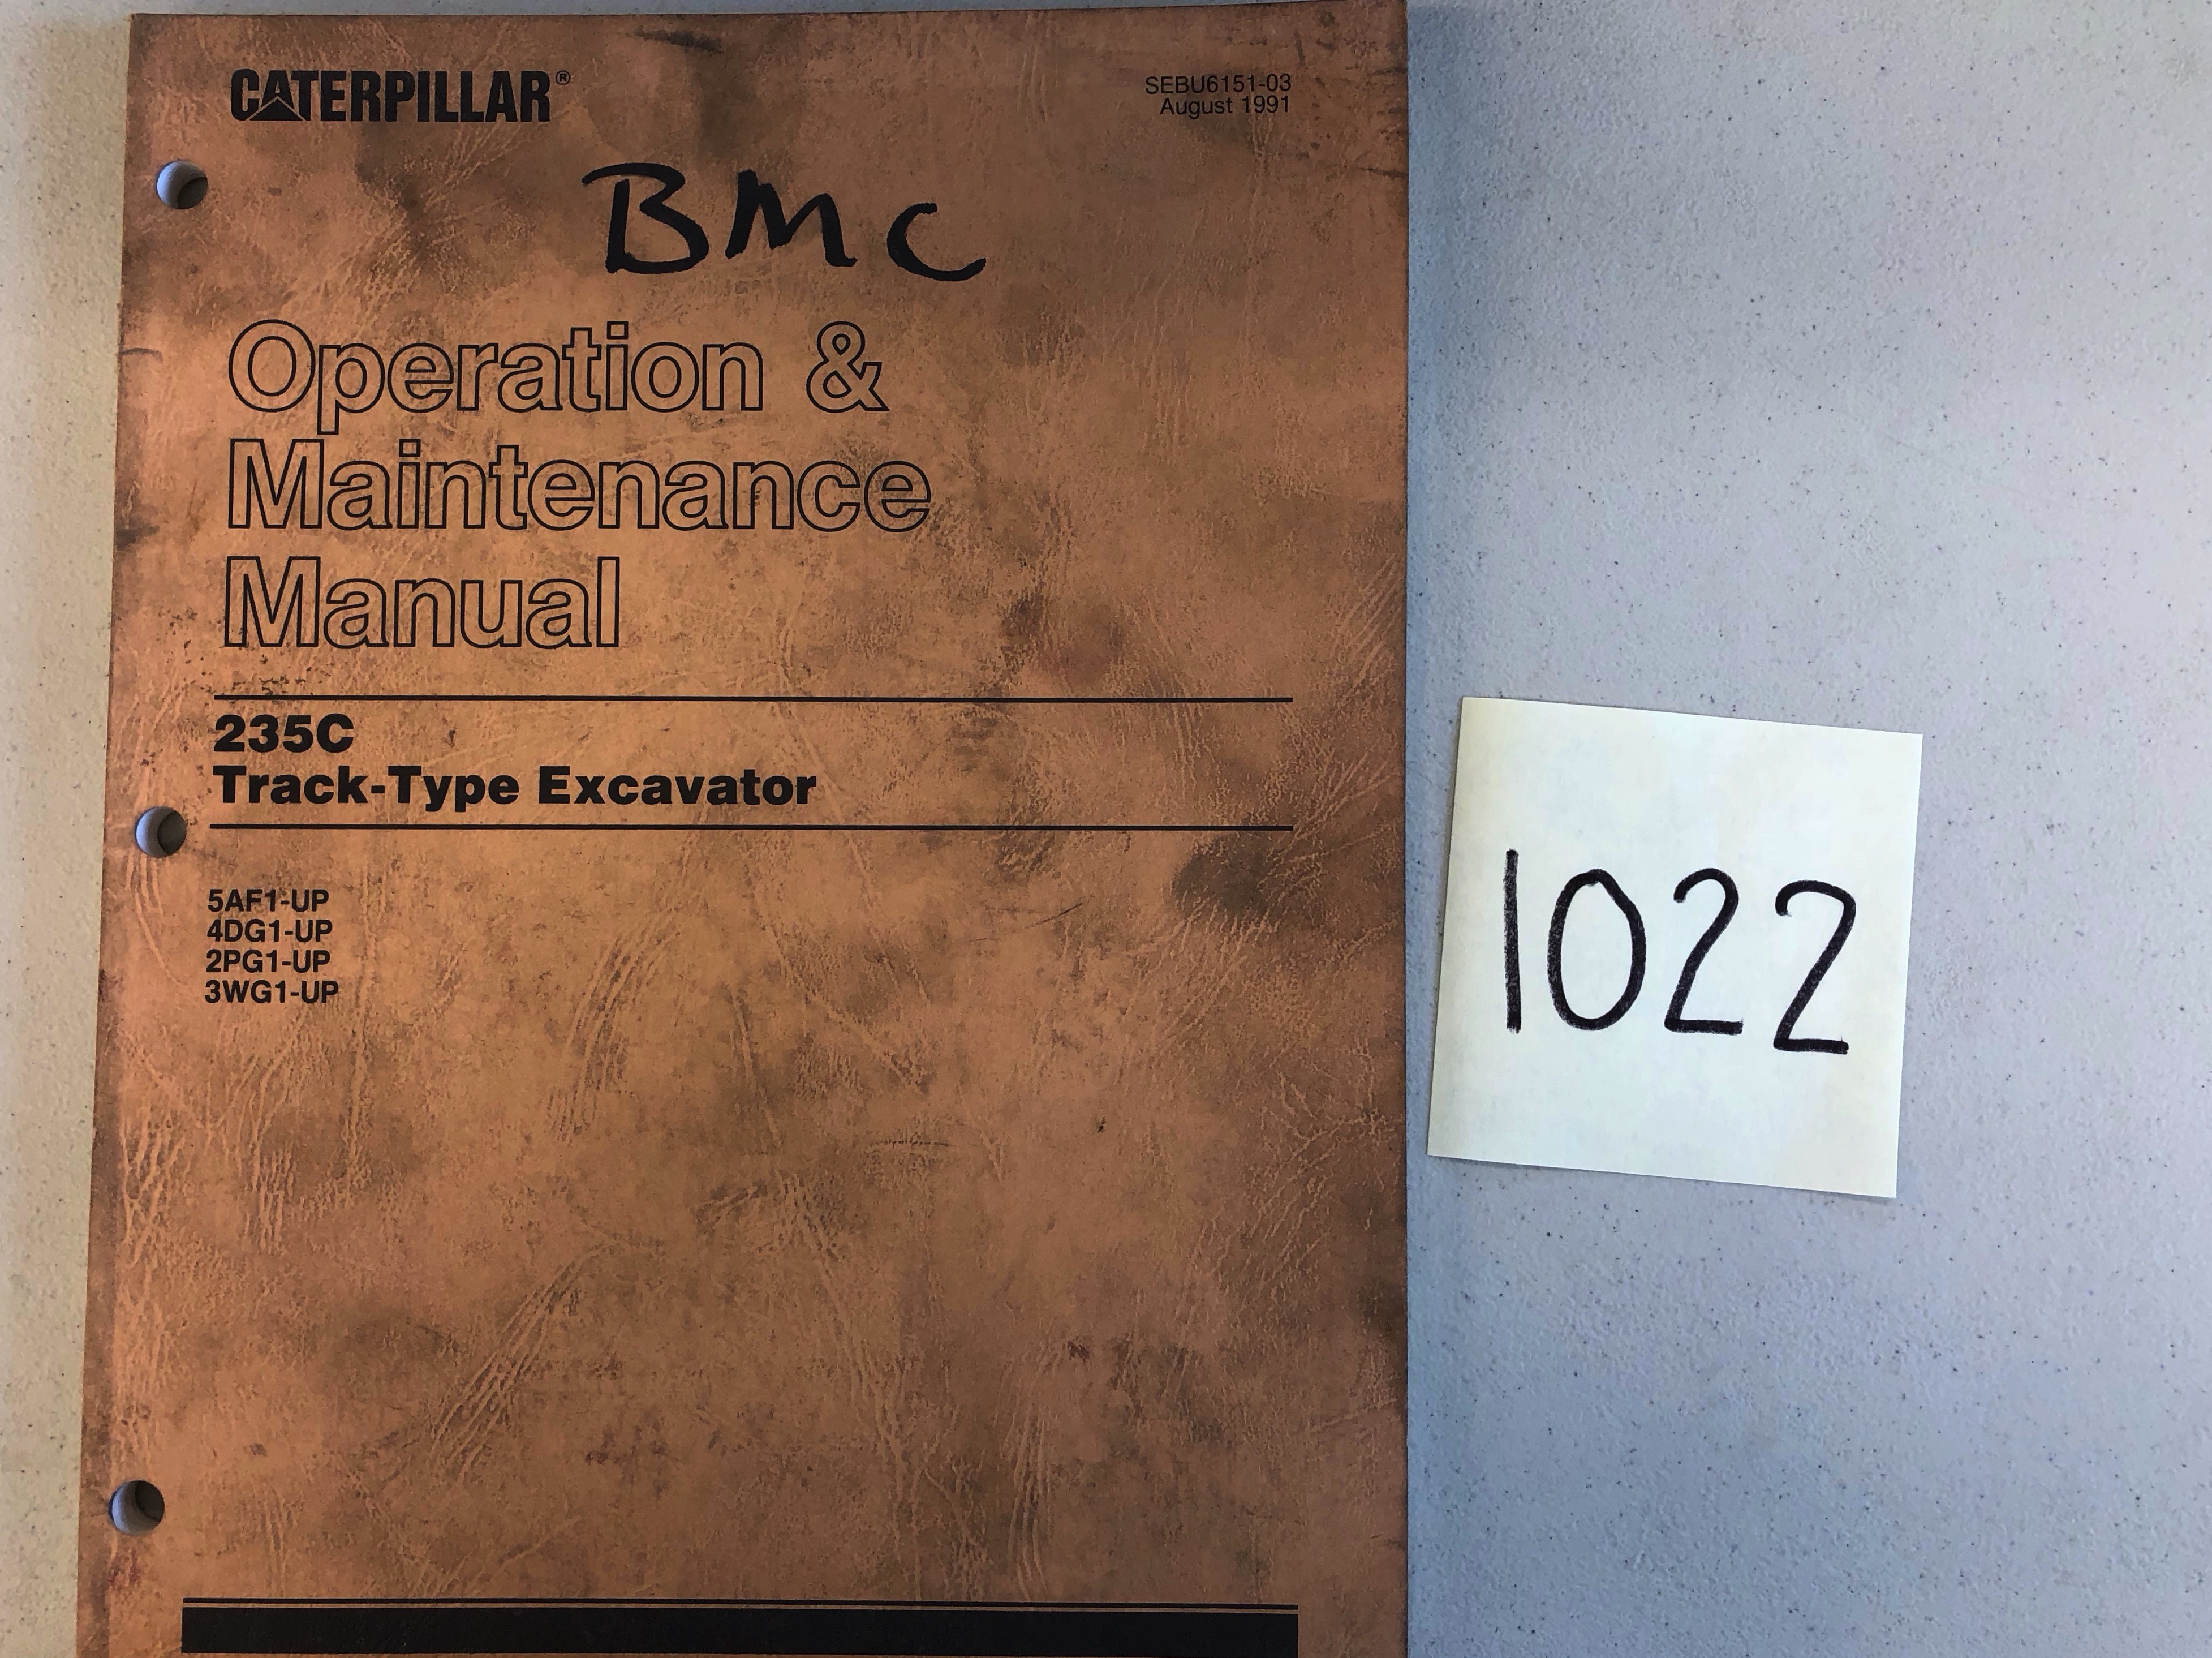 CATERPILLAR®
SEBU6151-03
August 1991
BMC
Operation &
Maintenance
Manual
235C
Track-Type Excavator
5AF1-UP
4DG1-UP
2PG1-UP
3WG1-UP
1022